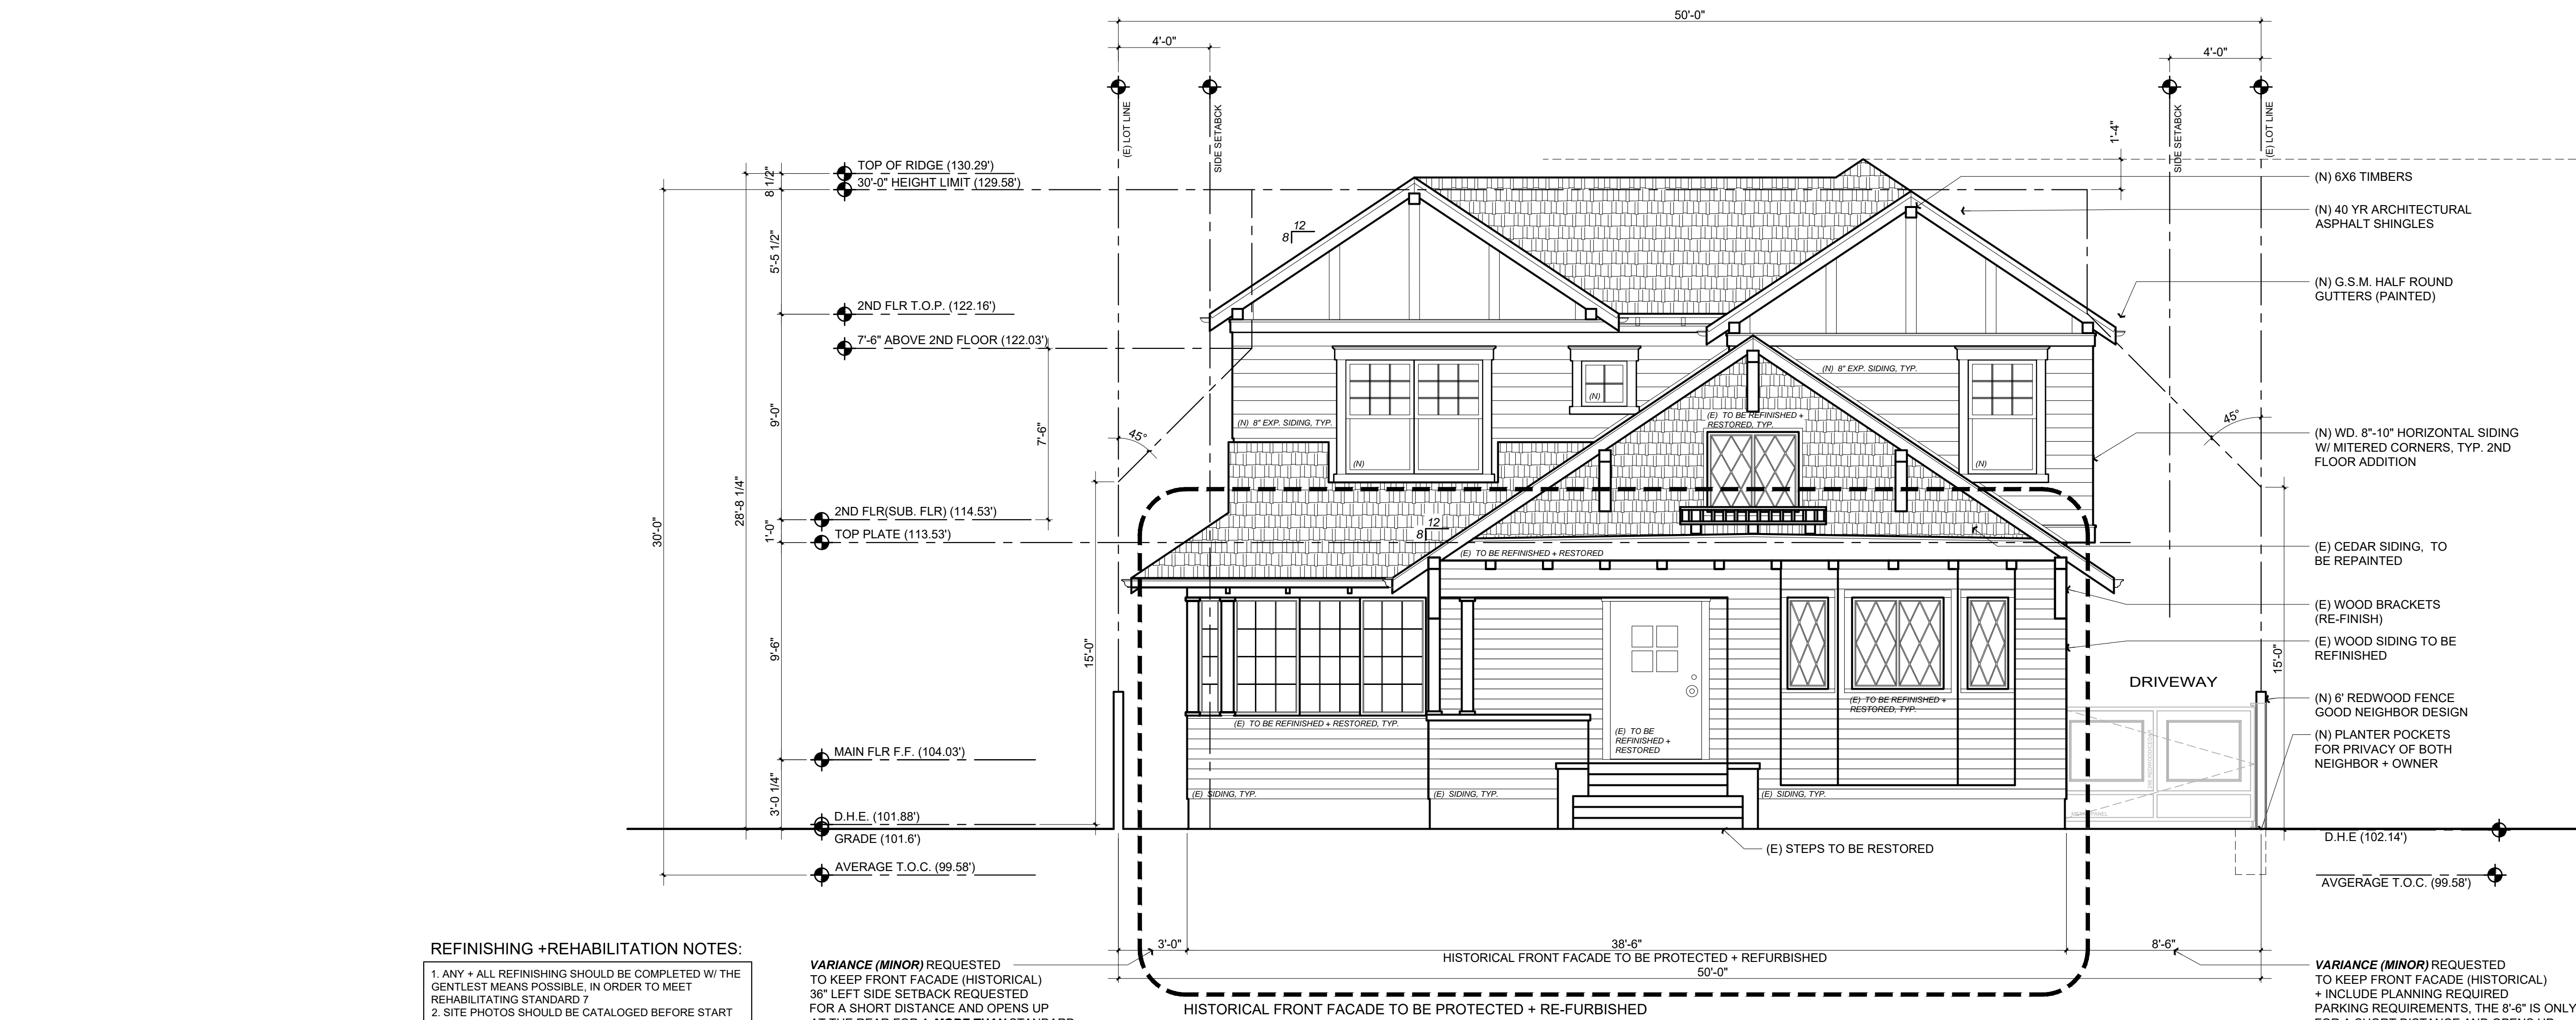 50'-0"
4'-0"
4'-0"
(E) LOT LINE
SIDE SETABCK
SIDE SETABCK
(E) LOT LINE
1'-4"
TOP OF RIDGE (130.29')
30'-0" HEIGHT LIMIT (129.58')
8 1/2"
5'-5 1/2"
2ND FLR T.O.P. (122.16')
7'-6" ABOVE 2ND FLOOR (122.03')
9'-0"
7'-6"
45°
45°
28'-8 1/4"
30'-0"
2ND FLR(SUB. FLR) (114.53')
1'-0"
TOP PLATE (113.53')
9'-6"
15'-0"
15'-0"
MAIN FLR F.F. (104.03')
3'-0 1/4"
D.H.E. (101.88')
GRADE (101.6')
AVERAGE T.O.C. (99.58')
12
8
(N) 8" EXP. SIDING, TYP.
(N)
(N)
(N) 8" EXP. SIDING, TYP.
(N)
(E) TO BE REFINISHED +
RESTORED, TYP.
12
8
(E) TO BE REFINISHED + RESTORED
(E) TO BE REFINISHED + RESTORED, TYP.
(E) TO BE
REFINISHED +
RESTORED
(E) TO BE REFINISHED +
RESTORED, TYP.
(E) SIDING, TYP.
(E) SIDING, TYP.
(E) SIDING, TYP.
(E) STEPS TO BE RESTORED
(N) 6X6 TIMBERS
(N) 40 YR ARCHITECTURAL
ASPHALT SHINGLES
(N) G.S.M. HALF ROUND
GUTTERS (PAINTED)
(N) WD. 8"-10" HORIZONTAL SIDING
W/ MITERED CORNERS, TYP. 2ND
FLOOR ADDITION
(E) CEDAR SIDING, TO
BE REPAINTED
(E) WOOD BRACKETS
(RE-FINISH)
(E) WOOD SIDING TO BE
REFINISHED
DRIVEWAY
(N) 6' REDWOOD FENCE
GOOD NEIGHBOR DESIGN
(N) PLANTER POCKETS
FOR PRIVACY OF BOTH
NEIGHBOR + OWNER
D.H.E (102.14')
AVGERAGE T.O.C. (99.58')
3'-0"
38'-6"
8'-6"
HISTORICAL FRONT FACADE TO BE PROTECTED + REFURBISHED
50'-0"
HISTORICAL FRONT FACADE TO BE PROTECTED + RE-FURBISHED
REFINISHING +REHABILITATION NOTES:
1. ANY + ALL REFINISHING SHOULD BE COMPLETED W/ THE
GENTLEST MEANS POSSIBLE, IN ORDER TO MEET
REHABILITATING STANDARD 7
2. SITE PHOTOS SHOULD BE CATALOGED BEFORE START
VARIANCE (MINOR) REQUESTED
TO KEEP FRONT FACADE (HISTORICAL)
36" LEFT SIDE SETBACK REQUESTED
FOR A SHORT DISTANCE AND OPENS UP
AT THE REAR FOR A MORE THAN STANDARD
VARIANCE (MINOR) REQUESTED
TO KEEP FRONT FACADE (HISTORICAL)
+ INCLUDE PLANNING REQUIRED
PARKING REQUIREMENTS, THE 8'-6" IS ONLY
FOR A SHORT DISTANCE AND OPENS UP